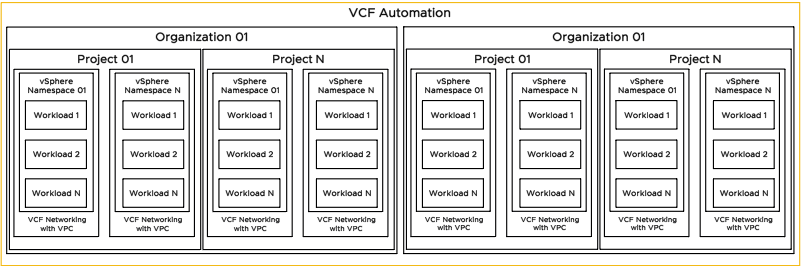 VCF Automation
Organization 01
Project 01
vSphere
Namespace 01
Workload 1
Workload 2
Workload N
VCF Networking
with VPC
vSphere
Namespace N
Workload 1
Workload 2
Workload N
VCF Networking
with VPC
Project N
vSphere
Namespace 01
Workload 1
Workload 2
Workload N
VCF Networking
with VPC
vSphere
Namespace N
Workload 1
Workload 2
Workload N
VCF Networking
with VPC
Organization 01
Project 01
vSphere
Namespace 01
Workload 1
Workload 2
Workload N
VCF Networking
with VPC
vSphere
Namespace N
Workload 1
Workload 2
Workload N
VCF Networking
with VPC
Project N
vSphere
Namespace 01
Workload 1
Workload 2
Workload N
VCF Networking
with VPC
vSphere
Namespace N
Workload 1
Workload 2
Workload N
VCF Networking
with VPC